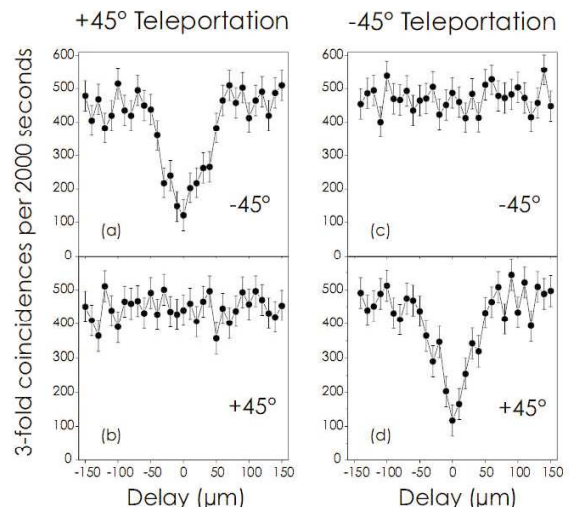 +45° Teleportation
-45° Teleportation
3-fold coincidences per 2000 seconds
600
500
400
300
200
100
0
(a)
-45°
(c)
-45°
600
500
400
300
200
100
0
(b)
+45°
(d)
+45°
-150 -100 -50 0 50 100 150
-150 -100 -50 0 50 100 150
Delay (µm)
Delay (µm)